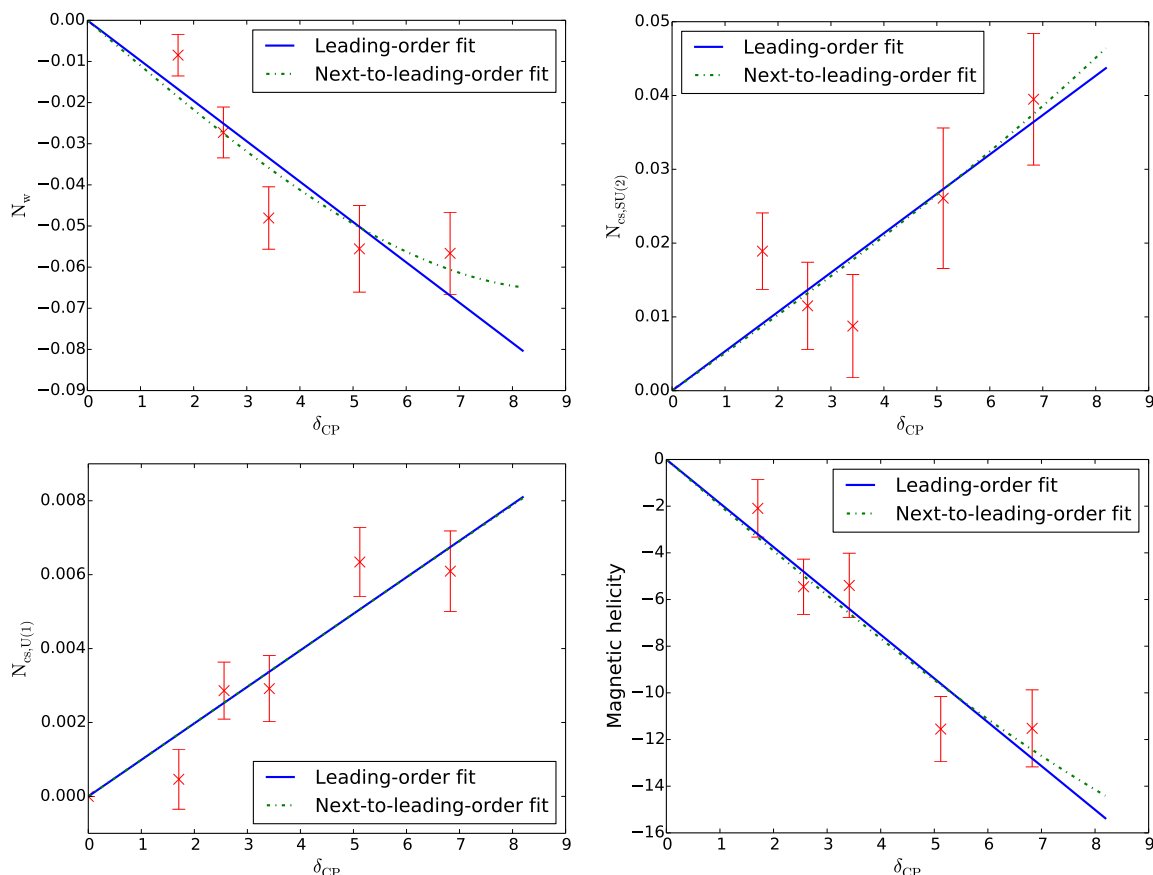 0.00
−0.01
−0.02
−0.03
−0.04
−0.05
−0.06
−0.07
−0.08
−0.09
N_w
Leading-order fit
Next-to-leading-order fit
0 1 2 3 4 5 6 7 8 9
δ_CP
0.05
0.04
0.03
0.02
0.01
0.00
N_cs,SU(2)
Leading-order fit
Next-to-leading-order fit
0 1 2 3 4 5 6 7 8 9
δ_CP
0.008
0.006
0.004
0.002
0.000
N_cs,U(1)
Leading-order fit
Next-to-leading-order fit
0 1 2 3 4 5 6 7 8 9
δ_CP
0
−2
−4
−6
−8
−10
−12
−14
−16
Magnetic helicity
Leading-order fit
Next-to-leading-order fit
0 1 2 3 4 5 6 7 8 9
δ_CP